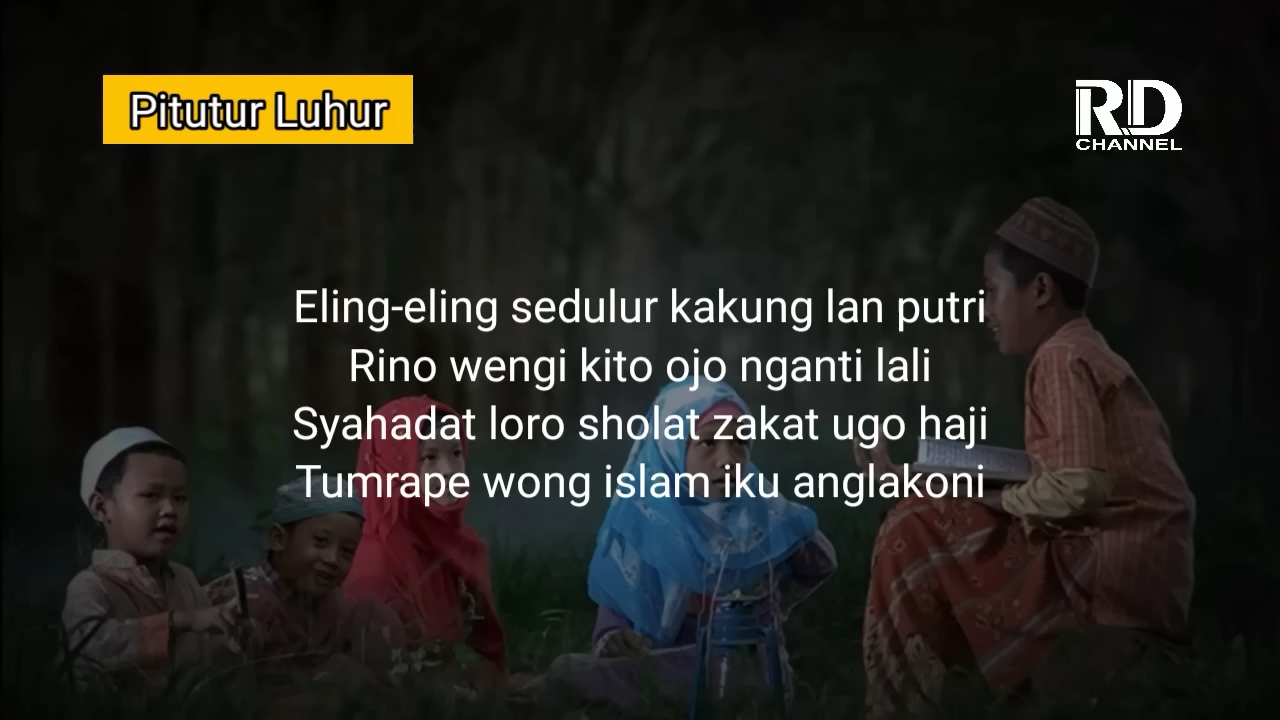 Pitutur Luhur
RD
CHANNEL
Eling-eling sedulur kakung lan putri
Rino wengi kito ojo nganti lali
Syahadat loro sholat zakat ugo haji
Tumrape wong islam iku anglakoni